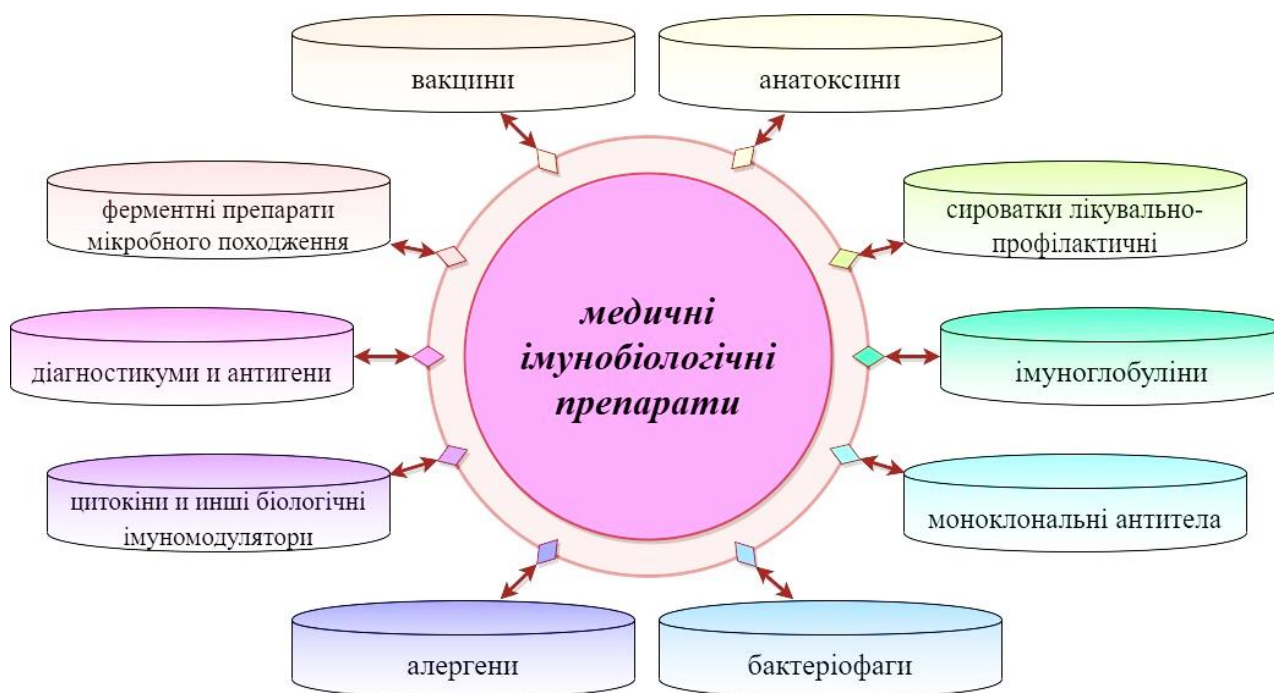 вакцини
анатоксини
ферментні препарати
мікробного походження
сироватки лікувально-
профілактичні
медичні
імунобіологічні
препарати
діагностикуми и антигени
імуноглобуліни
цитокіни и инші біологічні
імуномодулятори
моноклональні антитела
алергени
бактеріофаги